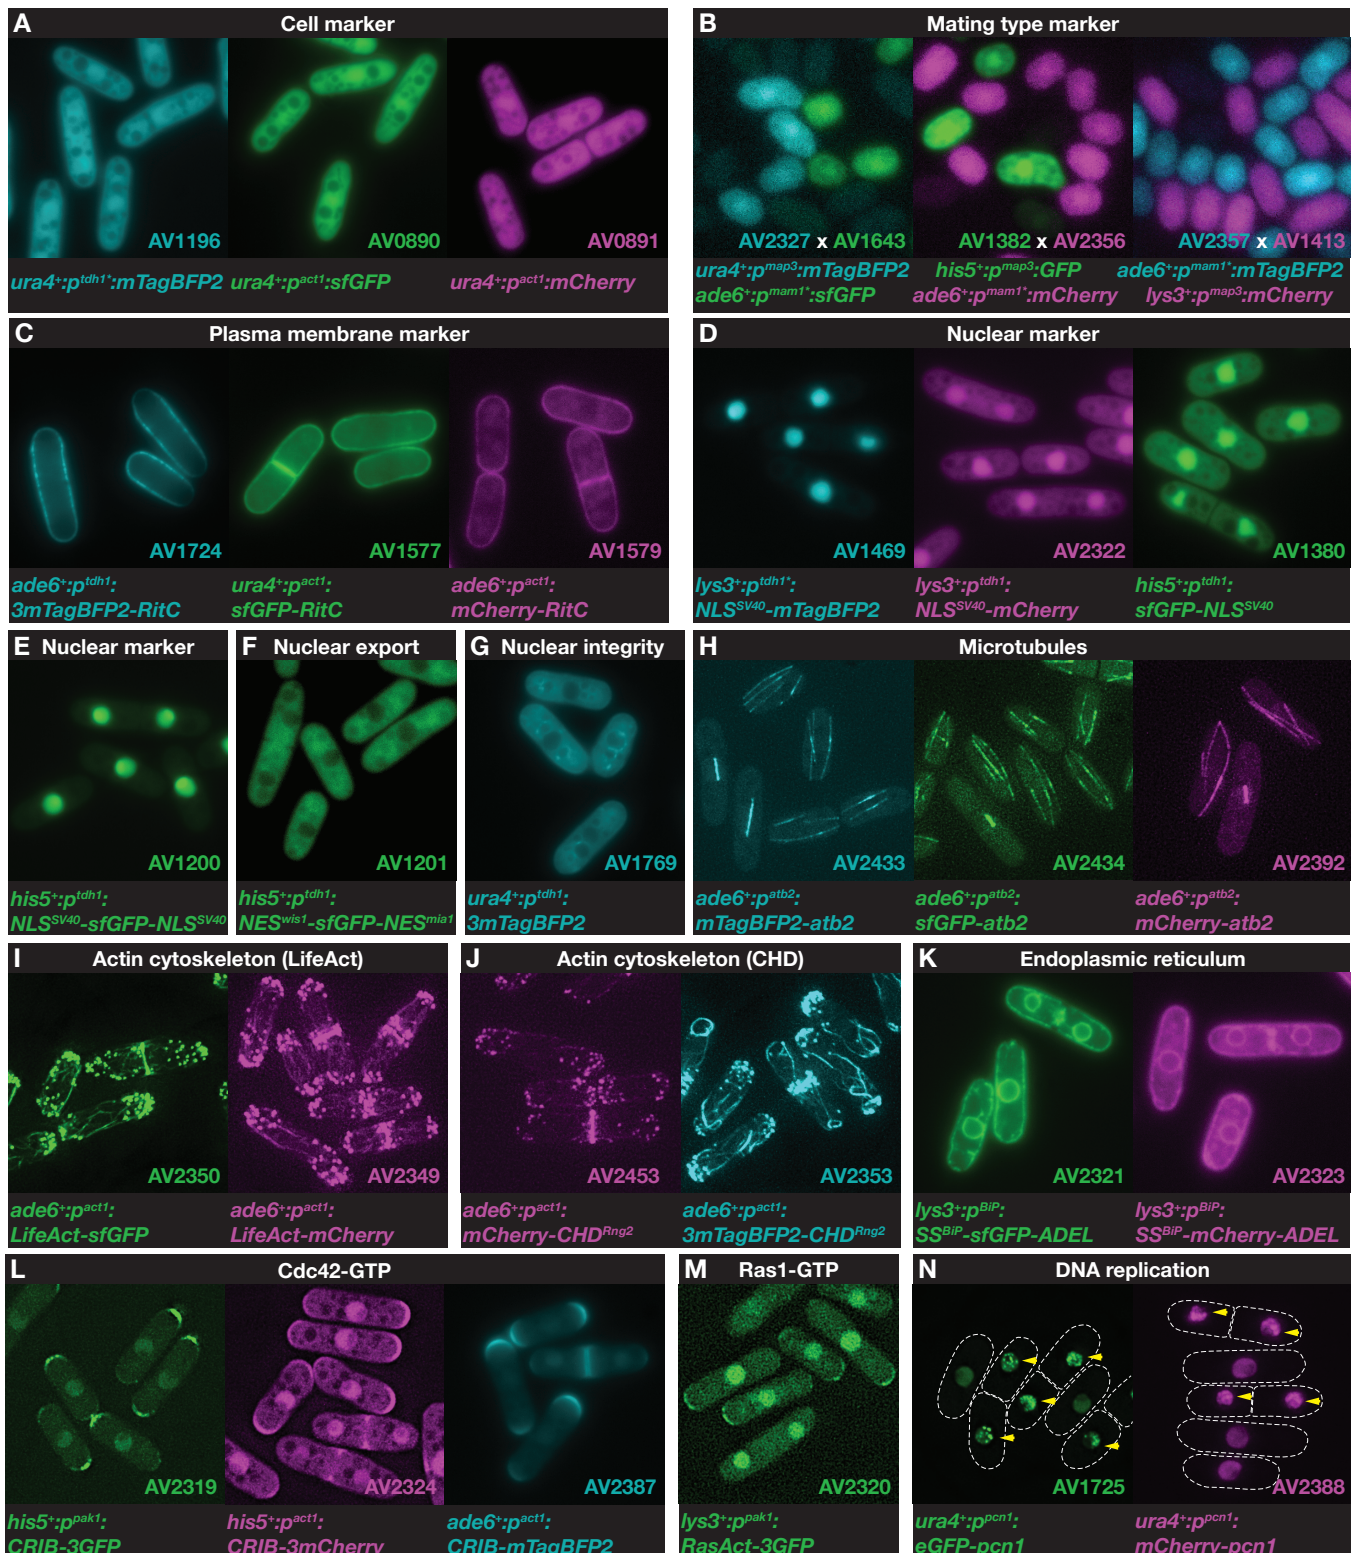 A Cell marker
AV1196 AV0890 AV0891
ura4⁺:pᵗᵈʰ¹*:mTagBFP2 ura4⁺:pᵃᶜᵗ¹:sfGFP ura4⁺:pᵃᶜᵗ¹:mCherry
B Mating type marker
AV2327 x AV1643 AV1382 x AV2356 AV2357 x AV1413
ura4⁺:pᵐᵃᵖ³:mTagBFP2 his5⁺:pᵐᵃᵖ³:GFP ade6⁺:pᵐᵃᵐ¹*:mTagBFP2
ade6⁺:pᵐᵃᵐ¹*:sfGFP ade6⁺:pᵐᵃᵐ¹*:mCherry lys3⁺:pᵐᵃᵖ³:mCherry
C Plasma membrane marker
AV1724 AV1577 AV1579
ade6⁺:pᵗᵈʰ¹: ura4⁺:pᵃᶜᵗ¹: ade6⁺:pᵃᶜᵗ¹:
3mTagBFP2-RitC sfGFP-RitC mCherry-RitC
D Nuclear marker
AV1469 AV2322 AV1380
lys3⁺:pᵗᵈʰ¹*: lys3⁺:pᵗᵈʰ¹: his5⁺:pᵗᵈʰ¹:
NLSˢⱽ⁴⁰-mTagBFP2 NLSˢⱽ⁴⁰-mCherry sfGFP-NLSˢⱽ⁴⁰
E Nuclear marker
AV1200
his5⁺:pᵗᵈʰ¹:
NLSˢⱽ⁴⁰-sfGFP-NLSˢⱽ⁴⁰
F Nuclear export
AV1201
his5⁺:pᵗᵈʰ¹:
NESʷⁱˢ¹-sfGFP-NESᵐⁱᵃ¹
G Nuclear integrity
AV1769
ura4⁺:pᵗᵈʰ¹:
3mTagBFP2
H Microtubules
AV2433 AV2434 AV2392
ade6⁺:pᵃᵗᵇ²: ade6⁺:pᵃᵗᵇ²: ade6⁺:pᵃᵗᵇ²:
mTagBFP2-atb2 sfGFP-atb2 mCherry-atb2
I Actin cytoskeleton (LifeAct)
AV2350 AV2349
ade6⁺:pᵃᶜᵗ¹: ade6⁺:pᵃᶜᵗ¹:
LifeAct-sfGFP LifeAct-mCherry
J Actin cytoskeleton (CHD)
AV2453 AV2353
ade6⁺:pᵃᶜᵗ¹: ade6⁺:pᵃᶜᵗ¹:
mCherry-CHDᴿⁿᵍ² 3mTagBFP2-CHDᴿⁿᵍ²
K Endoplasmic reticulum
AV2321 AV2323
lys3⁺:pᴮⁱᴾ: lys3⁺:pᴮⁱᴾ:
SSᴮⁱᴾ-sfGFP-ADEL SSᴮⁱᴾ-mCherry-ADEL
L Cdc42-GTP
AV2319 AV2324 AV2387
his5⁺:pᵖᵃᵏ¹: his5⁺:pᵃᶜᵗ¹: ade6⁺:pᵃᶜᵗ¹:
CRIB-3GFP CRIB-3mCherry CRIB-mTagBFP2
M Ras1-GTP
AV2320
lys3⁺:pᵖᵃᵏ¹:
RasAct-3GFP
N DNA replication
AV1725 AV2388
ura4⁺:pᵖᶜⁿ¹: ura4⁺:pᵖᶜⁿ¹:
eGFP-pcn1 mCherry-pcn1